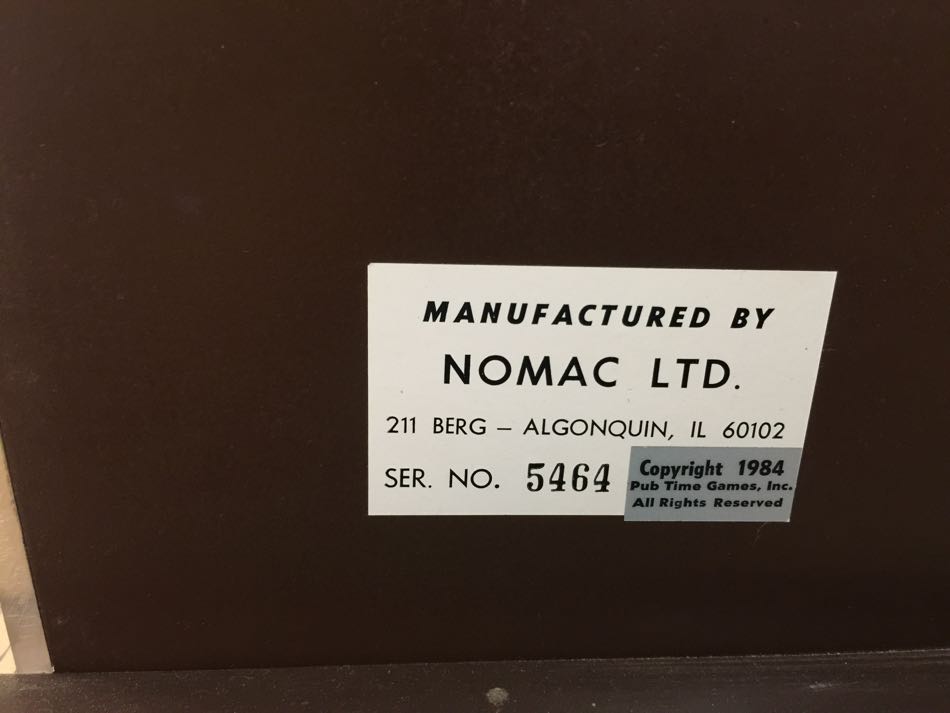 MANUFACTURED BY
NOMAC LTD.
211 BERG – ALGONQUIN, IL 60102
SER. NO. 5464
Copyright 1984
Pub Time Games, Inc.
All Rights Reserved